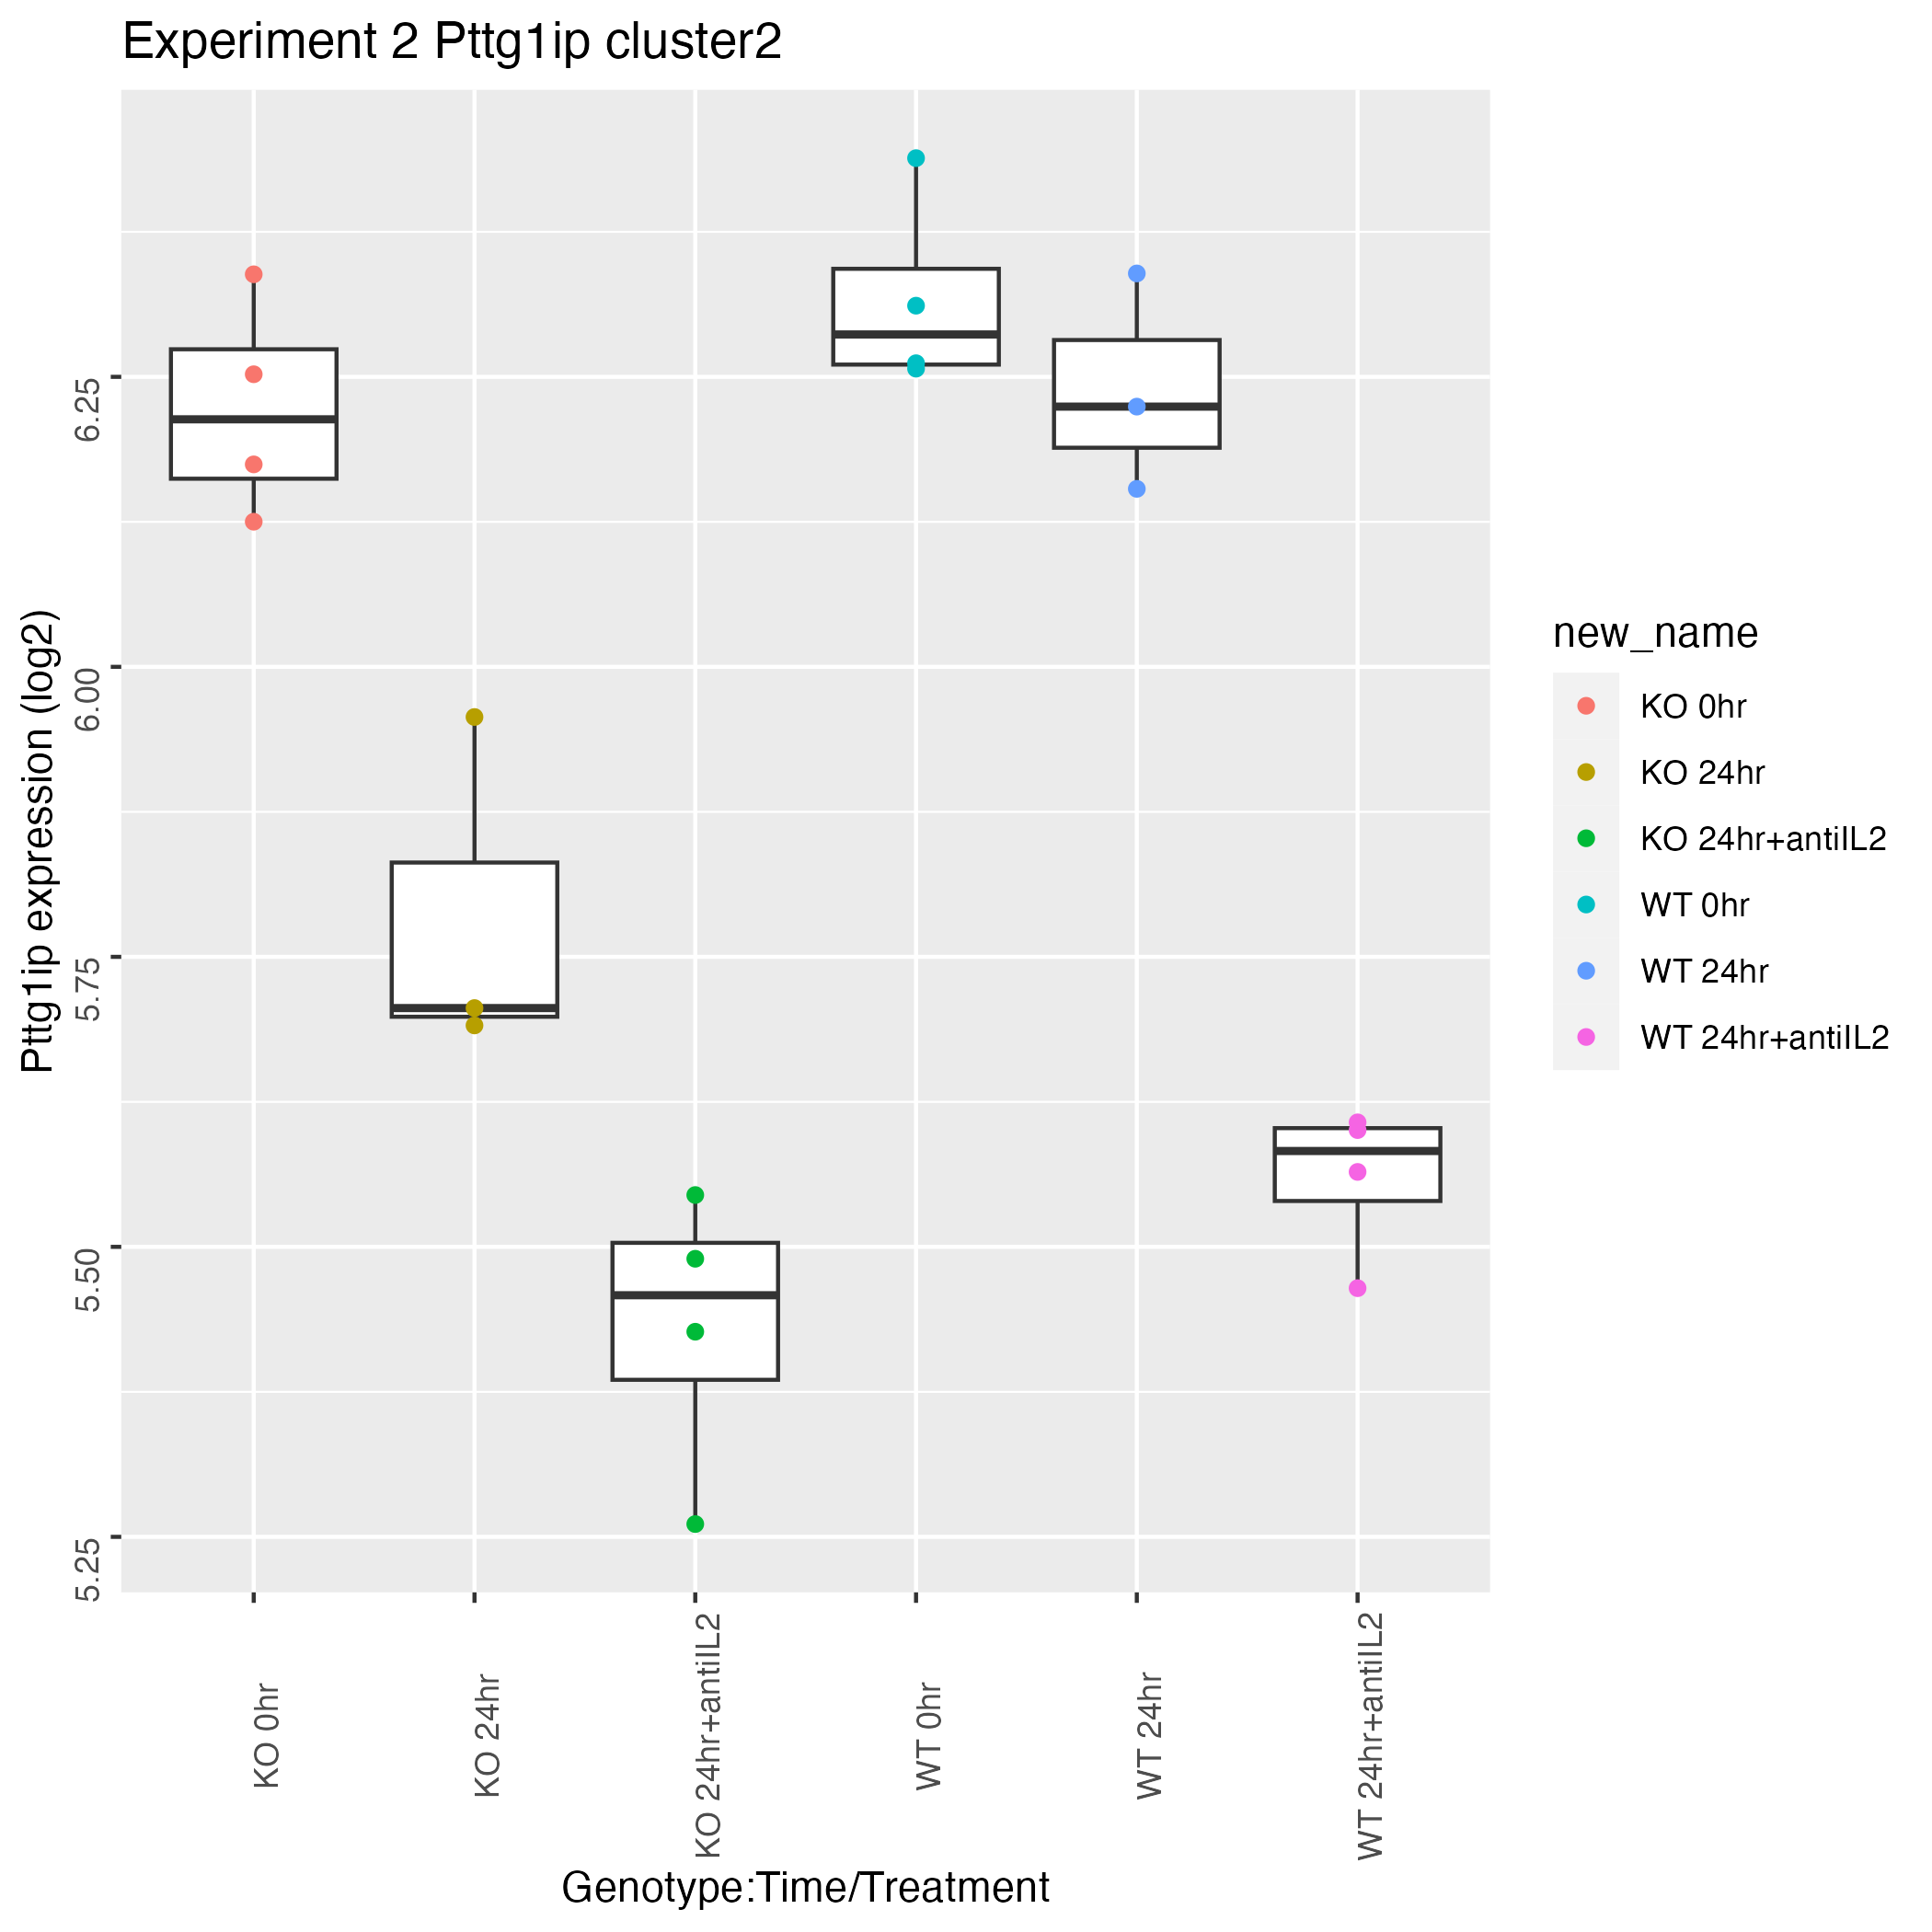 Experiment 2 Pttg1ip cluster2
Pttg1ip expression (log2)
6.25
6.00
5.75
5.50
5.25
KO 0hr
KO 24hr
KO 24hr+antiIL2
WT 0hr
WT 24hr
WT 24hr+antiIL2
Genotype:Time/Treatment
new_name
KO 0hr
KO 24hr
KO 24hr+antiIL2
WT 0hr
WT 24hr
WT 24hr+antiIL2